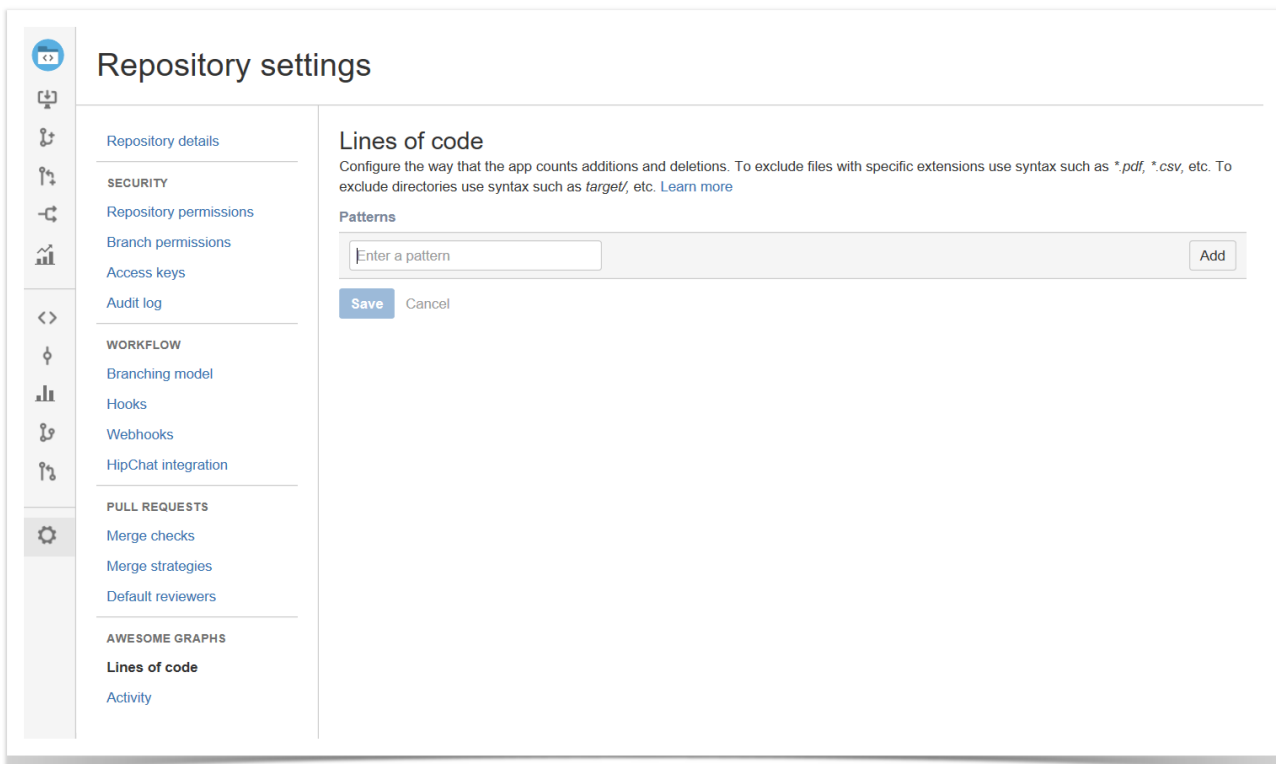 Repository settings
Repository details
SECURITY
Repository permissions
Branch permissions
Access keys
Audit log
WORKFLOW
Branching model
Hooks
Webhooks
HipChat integration
PULL REQUESTS
Merge checks
Merge strategies
Default reviewers
AWESOME GRAPHS
Lines of code
Activity
Lines of code
Configure the way that the app counts additions and deletions. To exclude files with specific extensions use syntax such as *.pdf, *.csv, etc. To
exclude directories use syntax such as target/, etc. Learn more
Patterns
Enter a pattern
Add
Save Cancel